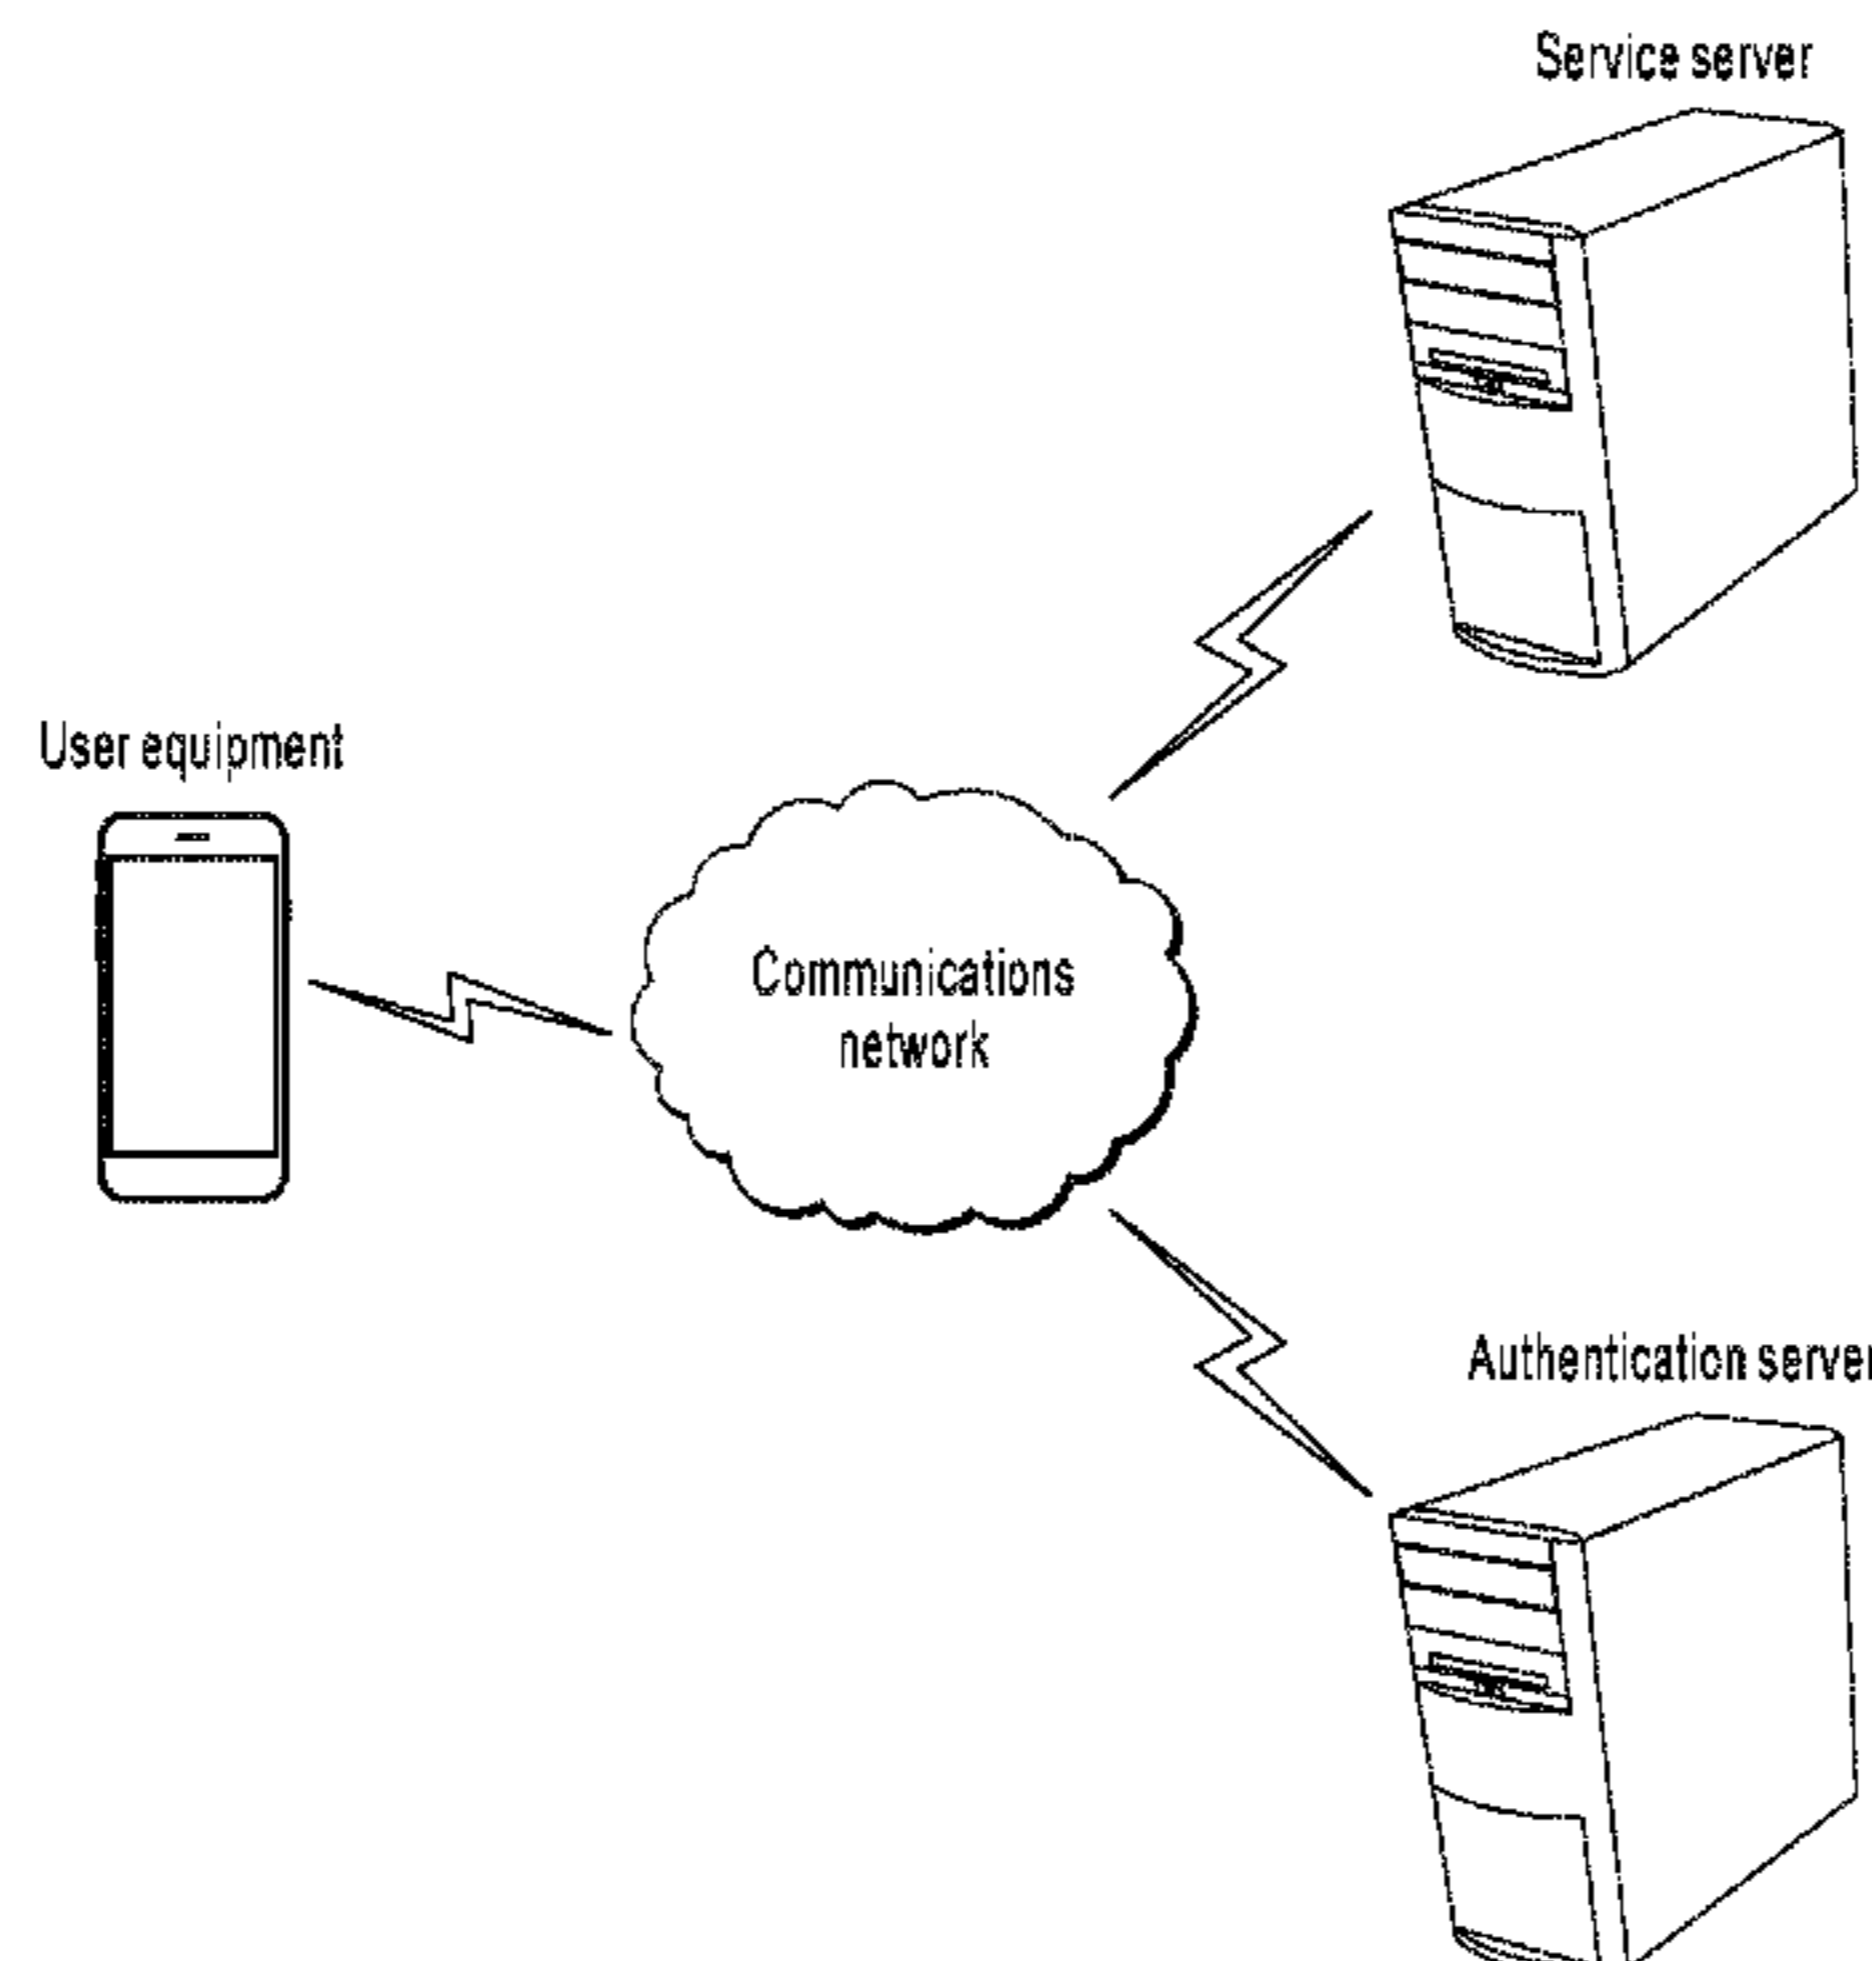 Service server
User equipment
Communications
network
Authentication server